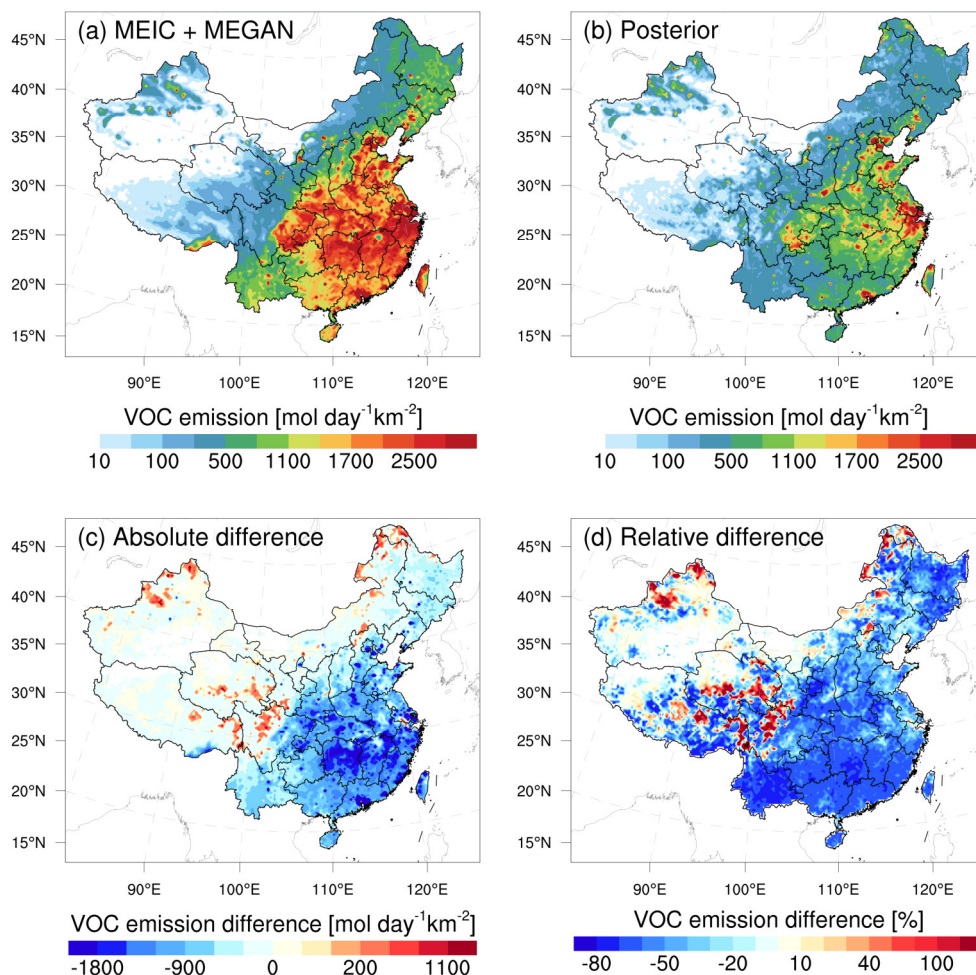 (a) MEIC + MEGAN
45°N
40°N
35°N
30°N
25°N
20°N
15°N
90°E 100°E 110°E 120°E
VOC emission [mol day⁻¹km⁻²]
10 100 500 1100 1700 2500
(b) Posterior
45°N
40°N
35°N
30°N
25°N
20°N
15°N
90°E 100°E 110°E 120°E
VOC emission [mol day⁻¹km⁻²]
10 100 500 1100 1700 2500
(c) Absolute difference
45°N
40°N
35°N
30°N
25°N
20°N
15°N
90°E 100°E 110°E 120°E
VOC emission difference [mol day⁻¹km⁻²]
-1800 -900 0 200 1100
(d) Relative difference
45°N
40°N
35°N
30°N
25°N
20°N
15°N
90°E 100°E 110°E 120°E
VOC emission difference [%]
-80 -50 -20 10 40 100